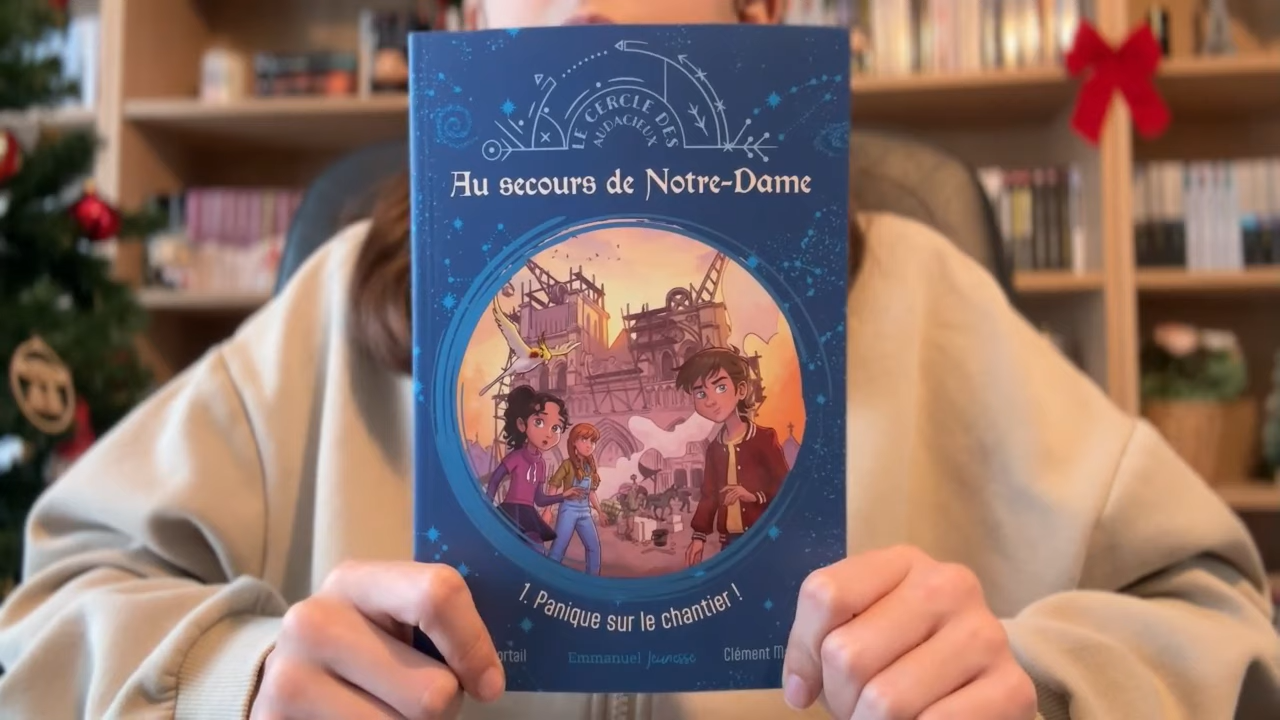 LE CERCLE DES
AUDACIEUX
Au secours de Notre-Dame
1. Panique sur le chantier !
Emmanuel Jeunesse
Clément